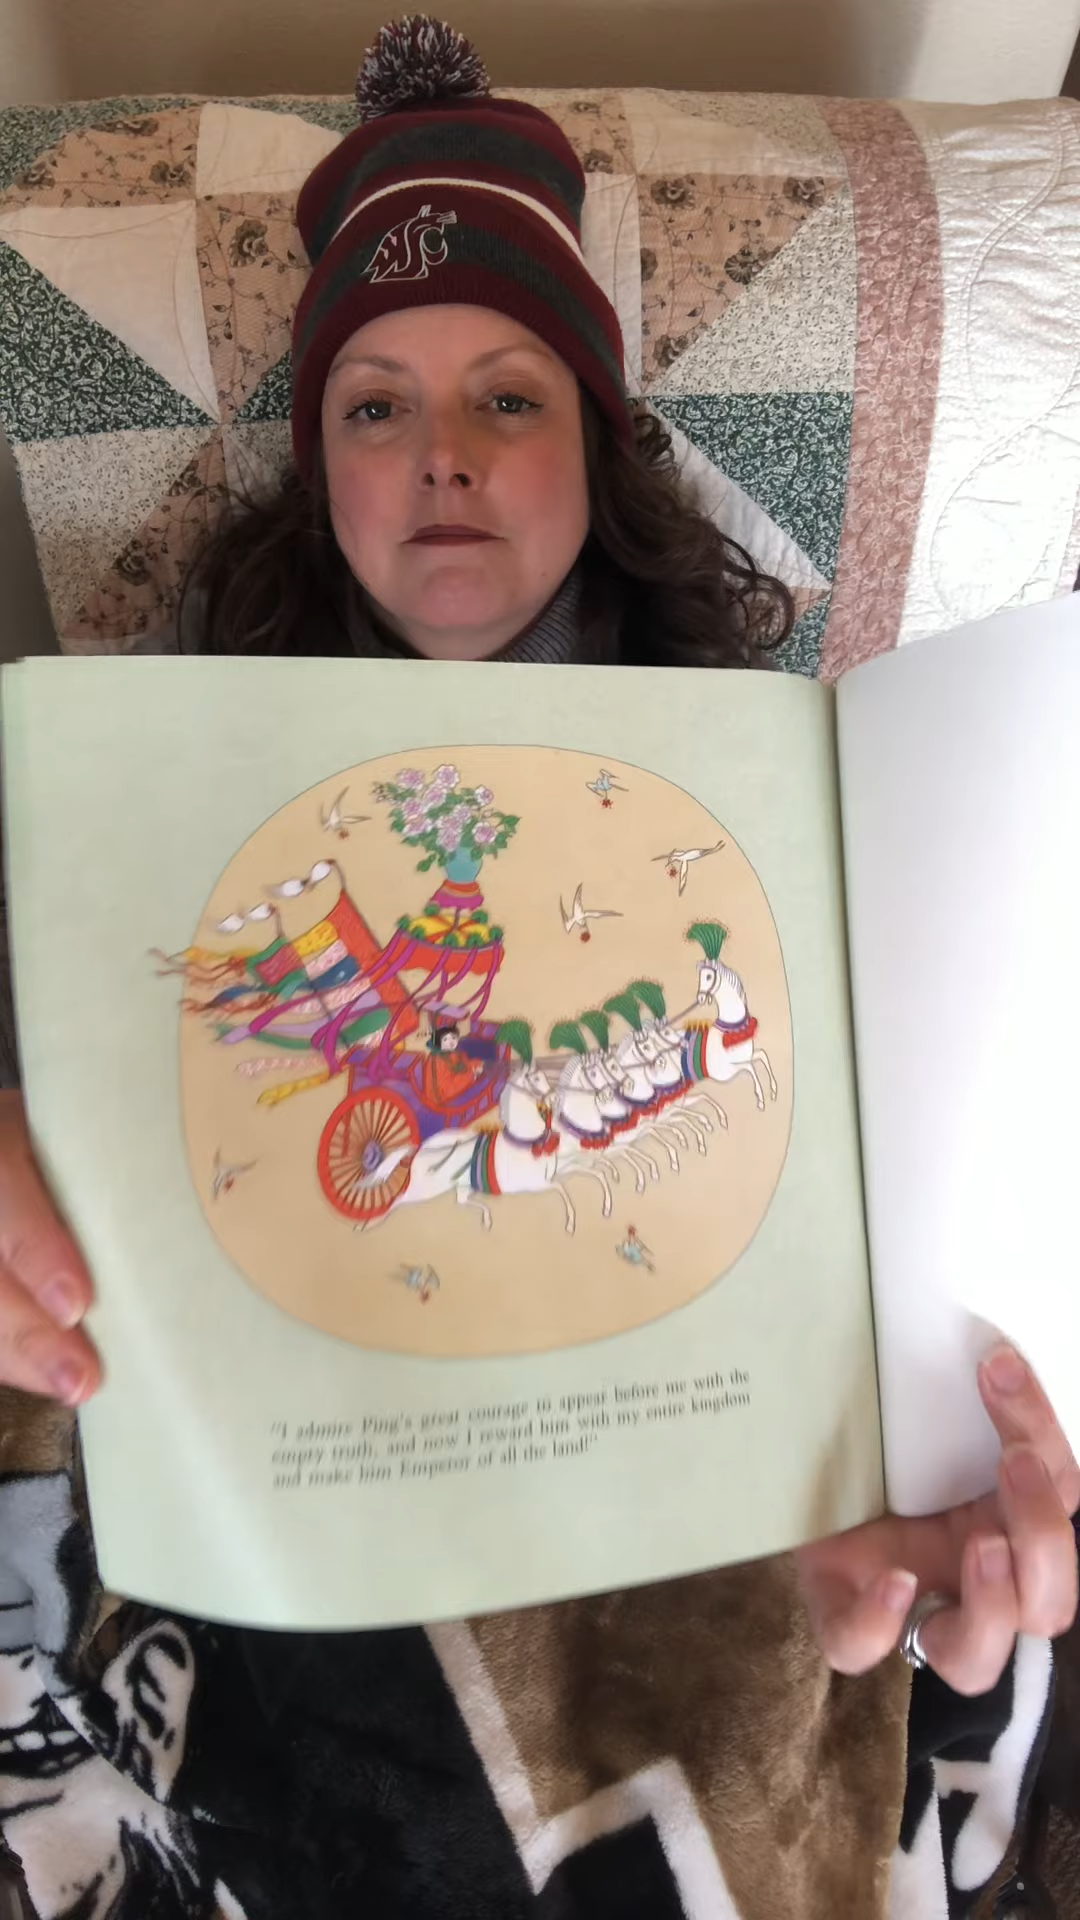 WSC
"I admire Ping's great courage to appear before me with the
empty truth, and now I reward him with my entire kingdom
and make him Emperor of all the land!"